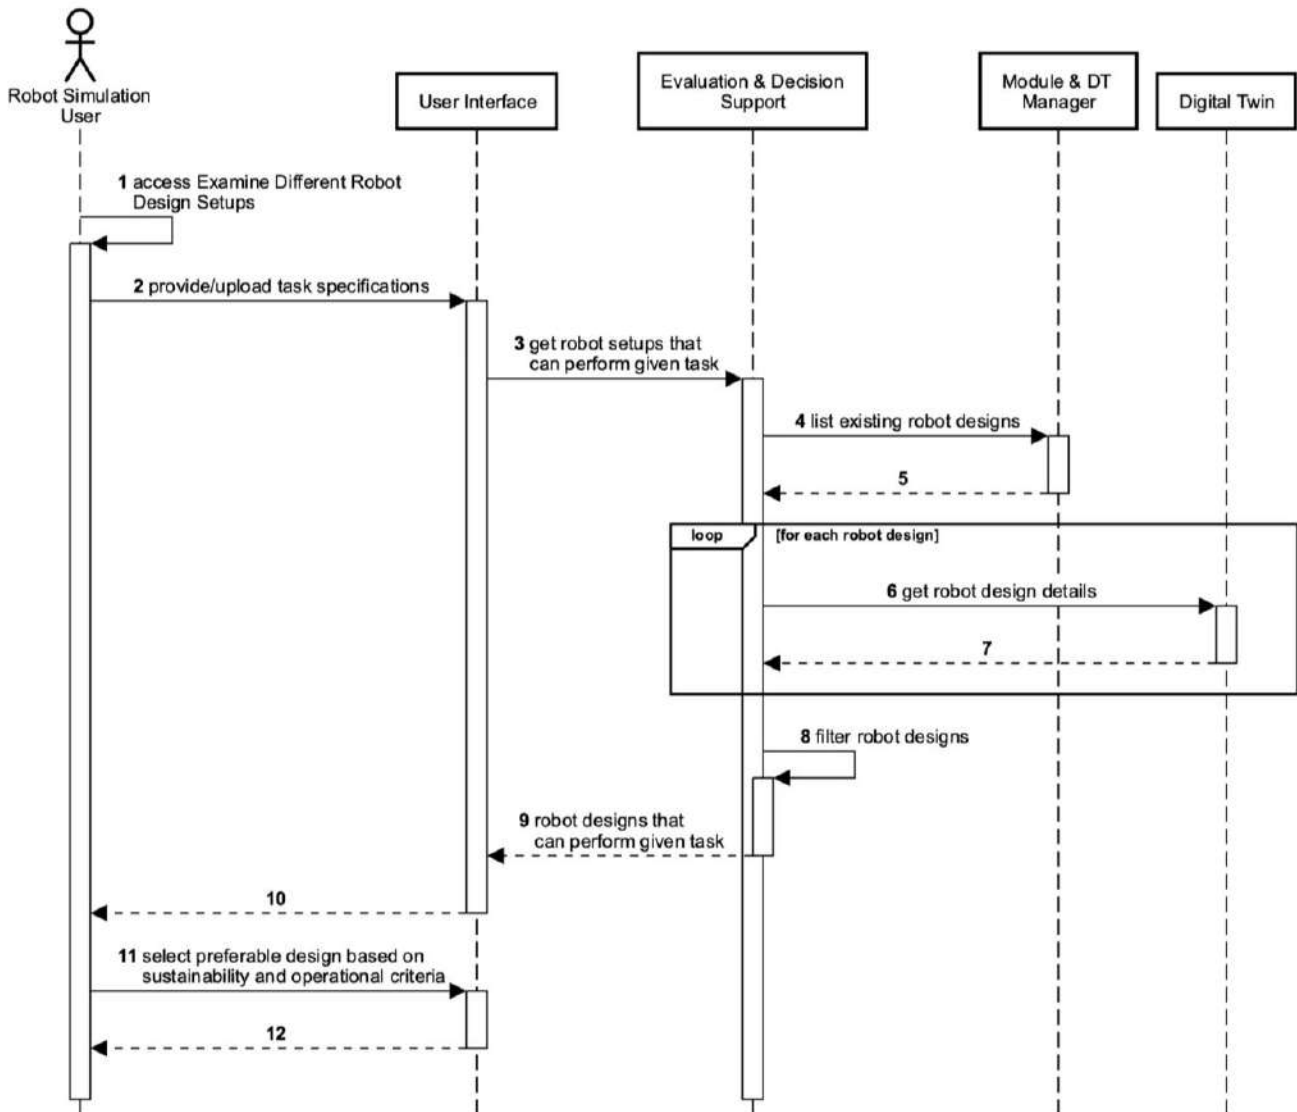 Robot Simulation
User
User Interface
Evaluation & Decision
Support
Module & DT
Manager
Digital Twin
1 access Examine Different Robot
Design Setups
2 provide/upload task specifications
3 get robot setups that
can perform given task
4 list existing robot designs
5
loop
[for each robot design]
6 get robot design details
7
8 filter robot designs
9 robot designs that
can perform given task
10
11 select preferable design based on
sustainability and operational criteria
12